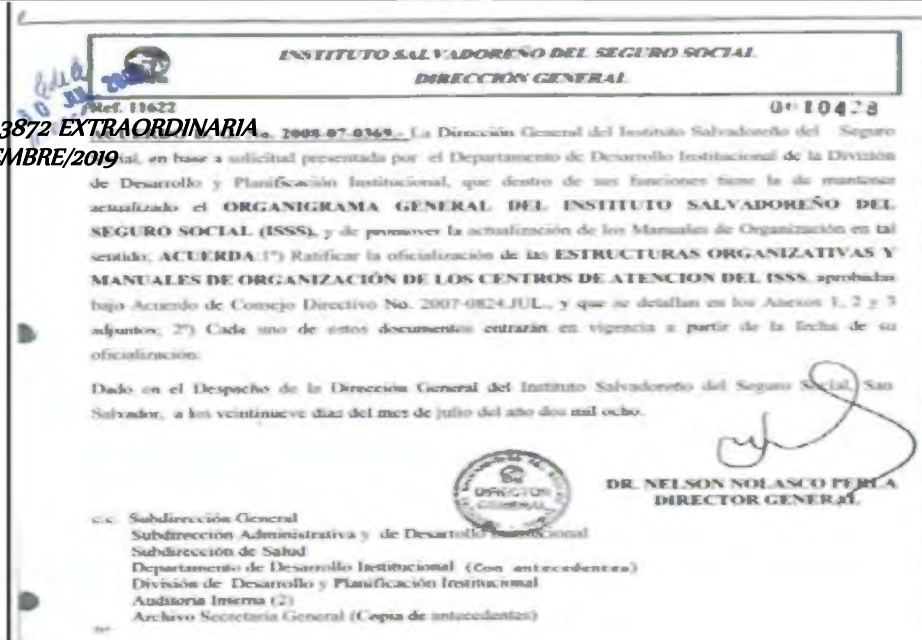 INSTITUTO SALVADOREÑO DEL SEGURO SOCIAL
DIRECCIÓN GENERAL
Ref. 11622
3872 EXTRAORDINARIA
No. 2008-07-0369.- La Dirección General del Instituto Salvadoreño del Seguro
EMBRE/2019
en base a solicitud presentada por el Departamento de Desarrollo Institucional de la División
de Desarrollo y Planificación Institucional, que dentro de sus funciones tiene la de mantener
actualizado el ORGANIGRAMA GENERAL DEL INSTITUTO SALVADOREÑO DEL
SEGURO SOCIAL (ISSS), y de promover la actualización de los Manuales de Organización en tal
sentido, ACUERDA:1º) Ratificar la oficialización de las ESTRUCTURAS ORGANIZATIVAS Y
MANUALES DE ORGANIZACIÓN DE LOS CENTROS DE ATENCION DEL ISSS, aprobadas
bajo Acuerdo de Consejo Directivo No. 2007-0824.JUL., y que se detallan en los Anexos 1, 2 y 3
adjuntos; 2º) Cada uno de estos documentos entrarán en vigencia a partir de la fecha de su
oficialización.
Dado en el Despacho de la Dirección General del Instituto Salvadoreño del Seguro Social, San
Salvador, a los veintinueve días del mes de julio del año dos mil ocho.
DIRECTOR
GENERAL
DR. NELSON NOLASCO PERLA
DIRECTOR GENERAL
c.c. Subdirección General
Subdirección Administrativa y de Desarrollo Institucional
Subdirección de Salud
Departamento de Desarrollo Institucional (Con antecedentes)
División de Desarrollo y Planificación Institucional
Auditoría Interna (2)
Archivo Secretaría General (Copia de antecedentes)